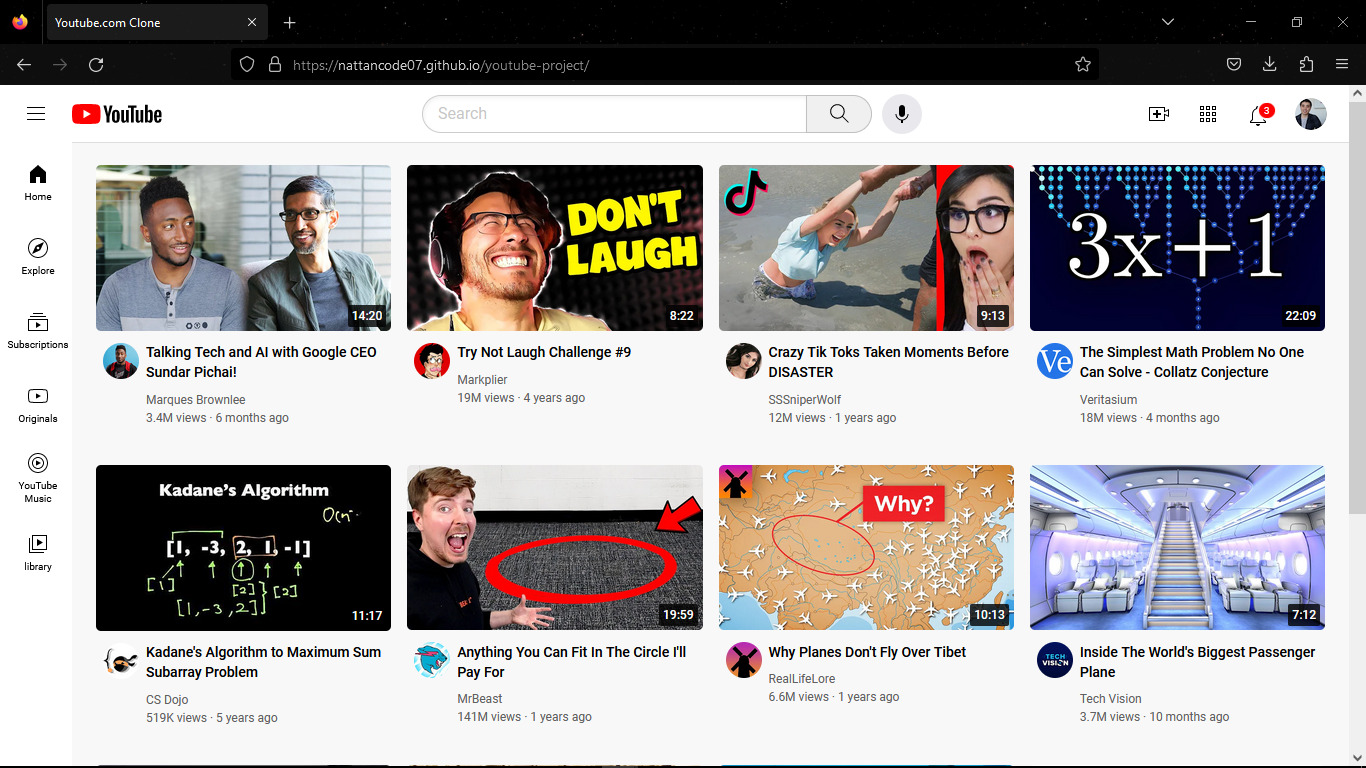 Youtube.com Clone
https://nattancode07.github.io/youtube-project/
YouTube
Search
3
Home
Explore
Subscriptions
Originals
YouTube
Music
library
14:20
Talking Tech and AI with Google CEO
Sundar Pichai!
Marques Brownlee
3.4M views · 6 months ago
DON'T
LAUGH
8:22
Try Not Laugh Challenge #9
Markplier
19M views · 4 years ago
9:13
Crazy Tik Toks Taken Moments Before
DISASTER
SSSniperWolf
12M views · 1 years ago
3x+1
22:09
Ve
The Simplest Math Problem No One
Can Solve - Collatz Conjecture
Veritasium
18M views · 4 months ago
Kadane's Algorithm
[1, -3, 2, 1, -1]
[1]
[2]
[2]
[1, -3, 2]
11:17
Kadane's Algorithm to Maximum Sum
Subarray Problem
CS Dojo
519K views · 5 years ago
19:59
Anything You Can Fit In The Circle I'll
Pay For
MrBeast
141M views · 1 years ago
Why?
10:13
Why Planes Don't Fly Over Tibet
RealLifeLore
6.6M views · 1 years ago
7:12
TECH
VISION
Inside The World's Biggest Passenger
Plane
Tech Vision
3.7M views · 10 months ago